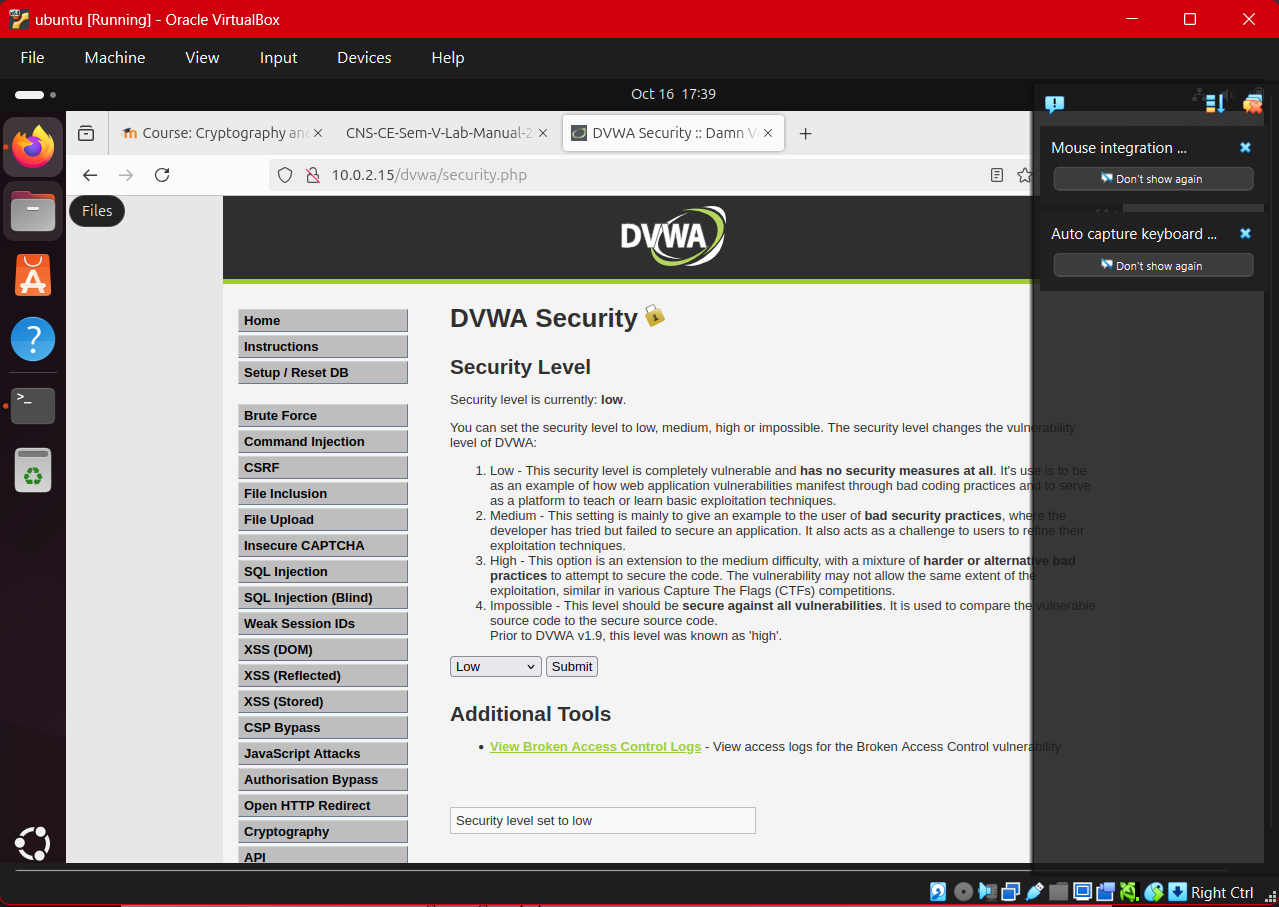 ubuntu [Running] - Oracle VirtualBox
File Machine View Input Devices Help
Oct 16 17:39
Course: Cryptography an
CNS-CE-Sem-V-Lab-Manual-2
DVWA Security :: Damn V
10.0.2.15/dvwa/security.php
Mouse integration ...
Don't show again
Auto capture keyboard ...
Don't show again
Files
DVWA
Home
Instructions
Setup / Reset DB
Brute Force
Command Injection
CSRF
File Inclusion
File Upload
Insecure CAPTCHA
SQL Injection
SQL Injection (Blind)
Weak Session IDs
XSS (DOM)
XSS (Reflected)
XSS (Stored)
CSP Bypass
JavaScript Attacks
Authorisation Bypass
Open HTTP Redirect
Cryptography
API
DVWA Security
Security Level
Security level is currently: low.
You can set the security level to low, medium, high or impossible. The security level changes the vulnerability
level of DVWA:
1. Low - This security level is completely vulnerable and has no security measures at all. It's use is to be
as an example of how web application vulnerabilities manifest through bad coding practices and to serve
as a platform to teach or learn basic exploitation techniques.
2. Medium - This setting is mainly to give an example to the user of bad security practices, where the
developer has tried but failed to secure an application. It also acts as a challenge to users to refine their
exploitation techniques.
3. High - This option is an extension to the medium difficulty, with a mixture of harder or alternative bad
practices to attempt to secure the code. The vulnerability may not allow the same extent of the
exploitation, similar in various Capture The Flags (CTFs) competitions.
4. Impossible - This level should be secure against all vulnerabilities. It is used to compare the vulnerable
source code to the secure source code.
Prior to DVWA v1.9, this level was known as 'high'.
Low Submit
Additional Tools
• View Broken Access Control Logs - View access logs for the Broken Access Control vulnerability
Security level set to low
Right Ctrl